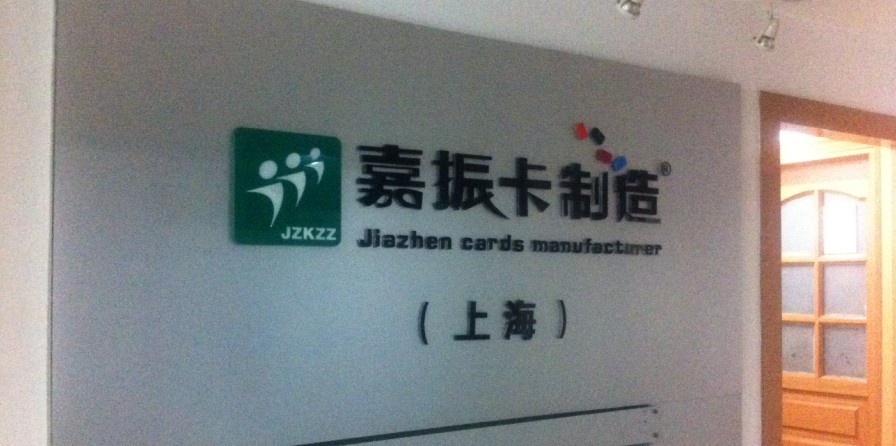 嘉振卡制造®
JZKZZ
Jiazhen cards manufacturer
(上海)